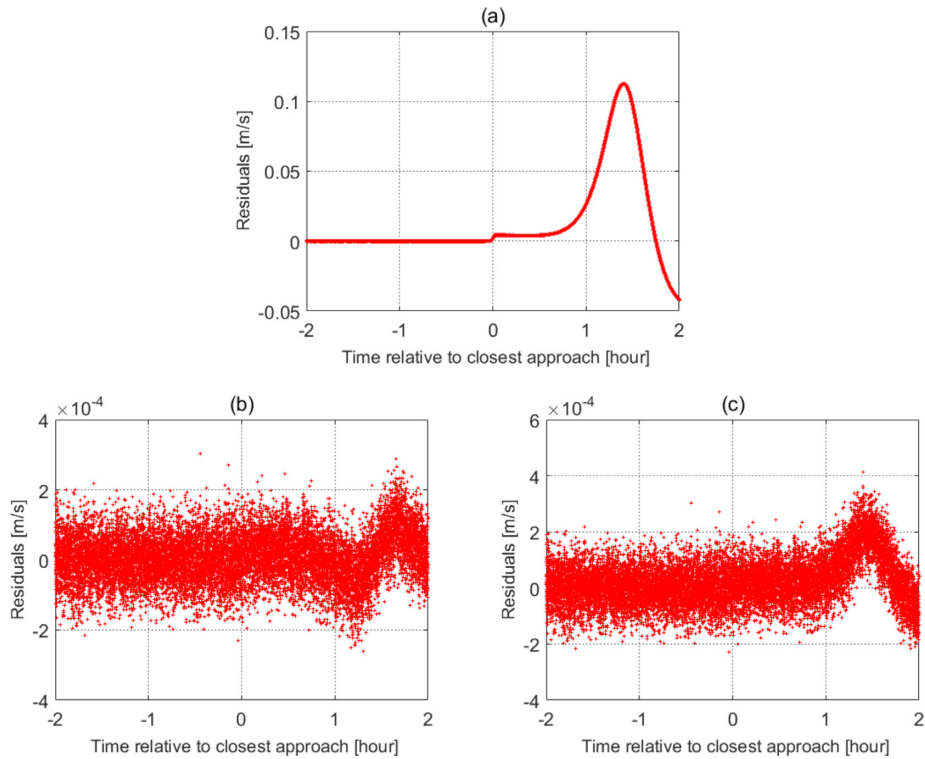 (a)
0.15
0.1
0.05
0
-0.05
Residuals [m/s]
-2 -1 0 1 2
Time relative to closest approach [hour]
(b)
×10⁻⁴
4
2
0
-2
-4
Residuals [m/s]
-2 -1 0 1 2
Time relative to closest approach [hour]
(c)
×10⁻⁴
6
4
2
0
-2
-4
Residuals [m/s]
-2 -1 0 1 2
Time relative to closest approach [hour]